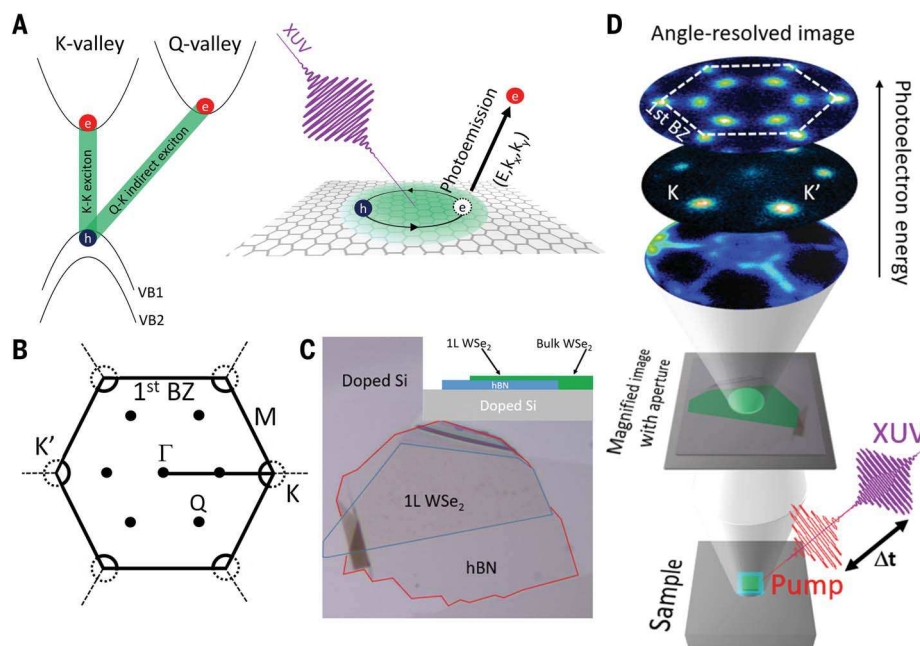 A
K-valley
Q-valley
e
e
K-K exciton
Q-K indirect exciton
h
VB1
VB2
XUV
Photoemission
(E,kx,ky)
e
h
e
B
1st BZ
M
K'
Γ
K
Q
C
1L WSe2
Bulk WSe2
hBN
Doped Si
Doped Si
1L WSe2
hBN
D
Angle-resolved image
1st BZ
K
K'
Photoelectron energy
Magnified image
with aperture
XUV
Δt
Pump
Sample